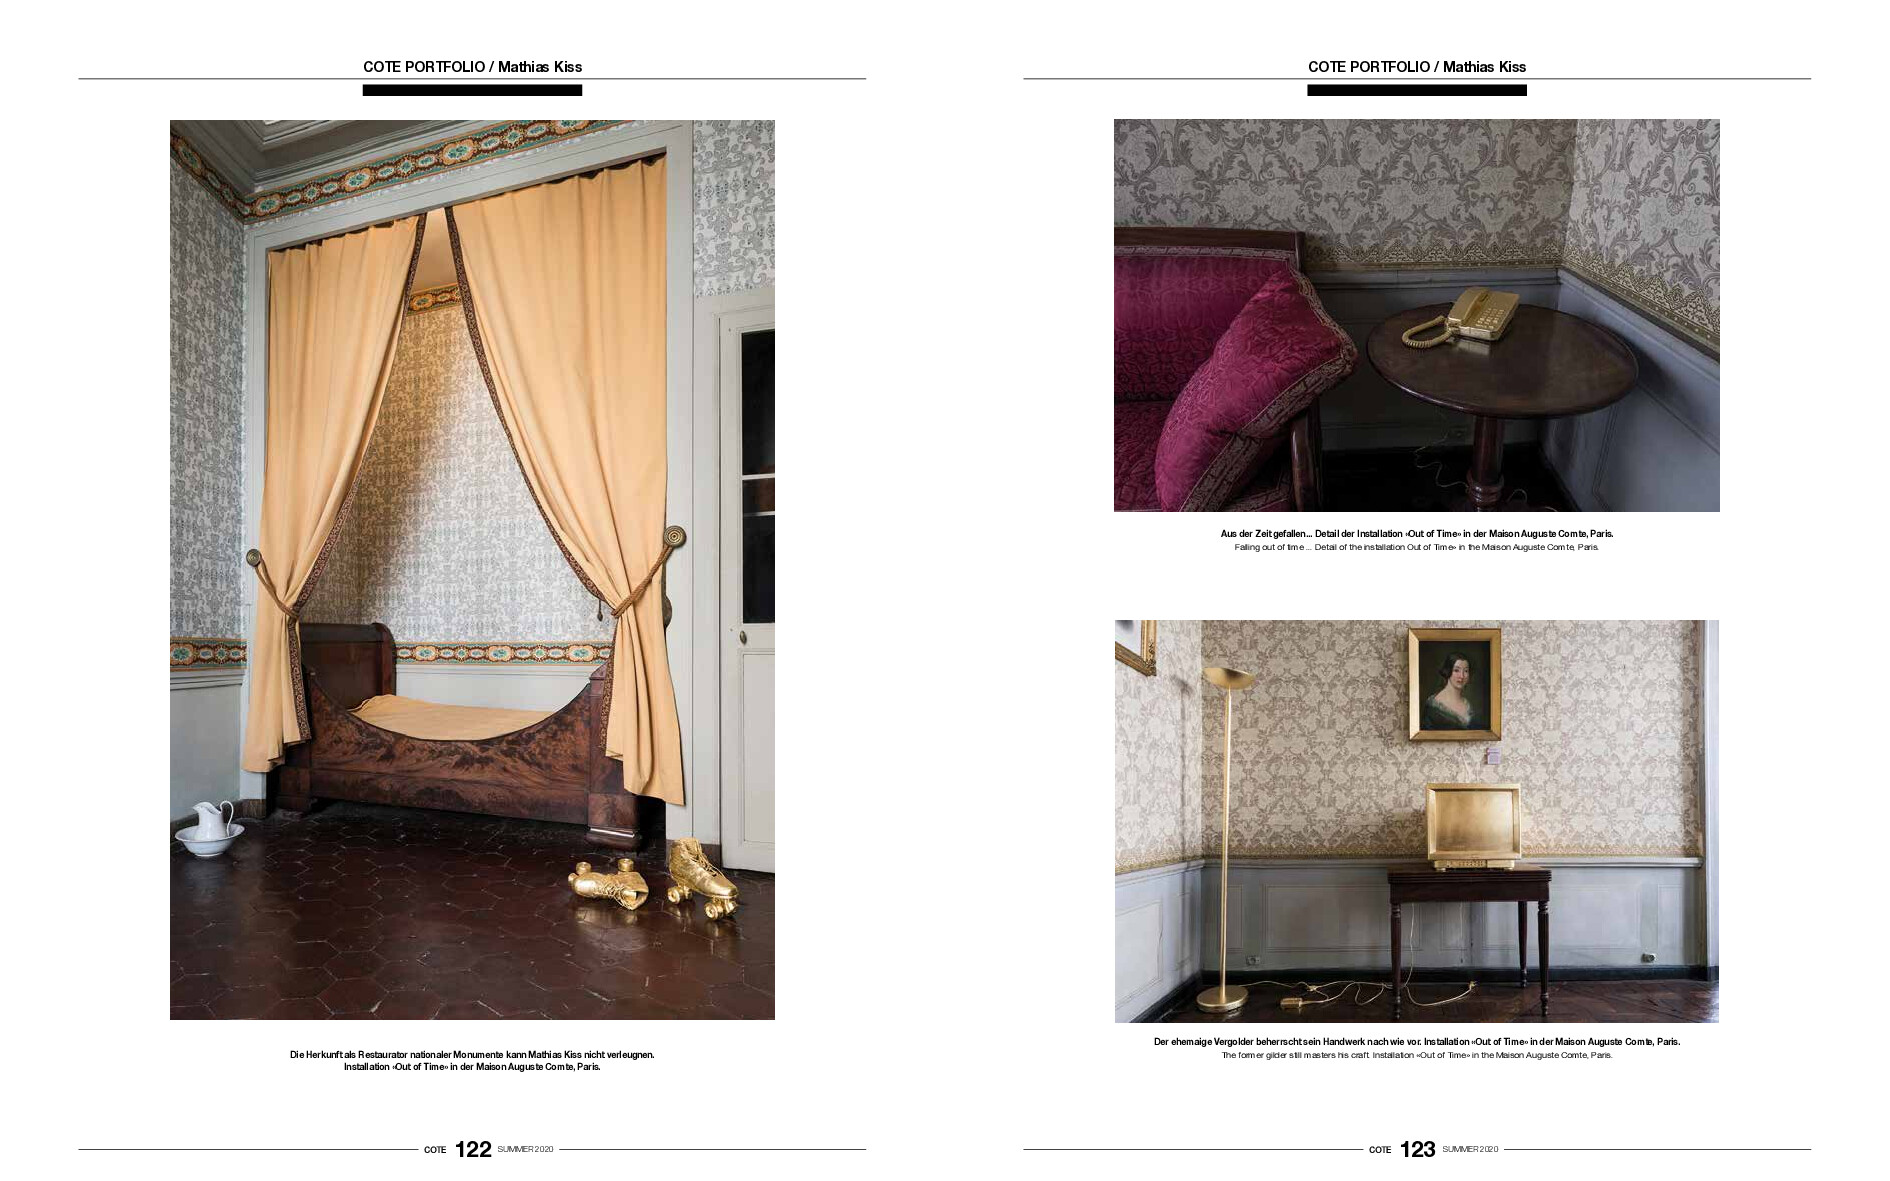 COTE PORTFOLIO / Mathias Kiss
Die Herkunft als Restaurator nationaler Monumente kann Mathias Kiss nicht verleugnen.
Installation «Out of Time» in der Maison Auguste Comte, Paris.
COTE 122 SUMMER 2020
COTE PORTFOLIO / Mathias Kiss
Aus der Zeit gefallen... Detail der Installation «Out of Time» in der Maison Auguste Comte, Paris.
Falling out of time ... Detail of the installation Out of Time» in the Maison Auguste Comte, Paris.
Der ehemaige Vergolder beherrscht sein Handwerk nach wie vor. Installation «Out of Time» in der Maison Auguste Comte, Paris.
The former gilder still masters his craft. Installation «Out of Time» in the Maison Auguste Comte, Paris.
COTE 123 SUMMER 2020